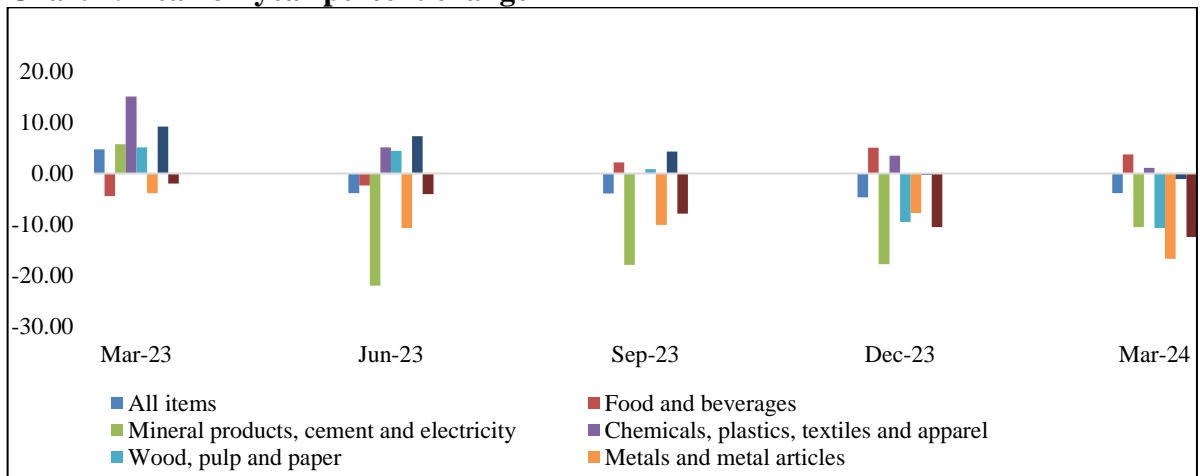 20.00
10.00
0.00
-10.00
-20.00
-30.00
Mar-23 Jun-23 Sep-23 Dec-23 Mar-24
All items Food and beverages
Mineral products, cement and electricity Chemicals, plastics, textiles and apparel
Wood, pulp and paper Metals and metal articles